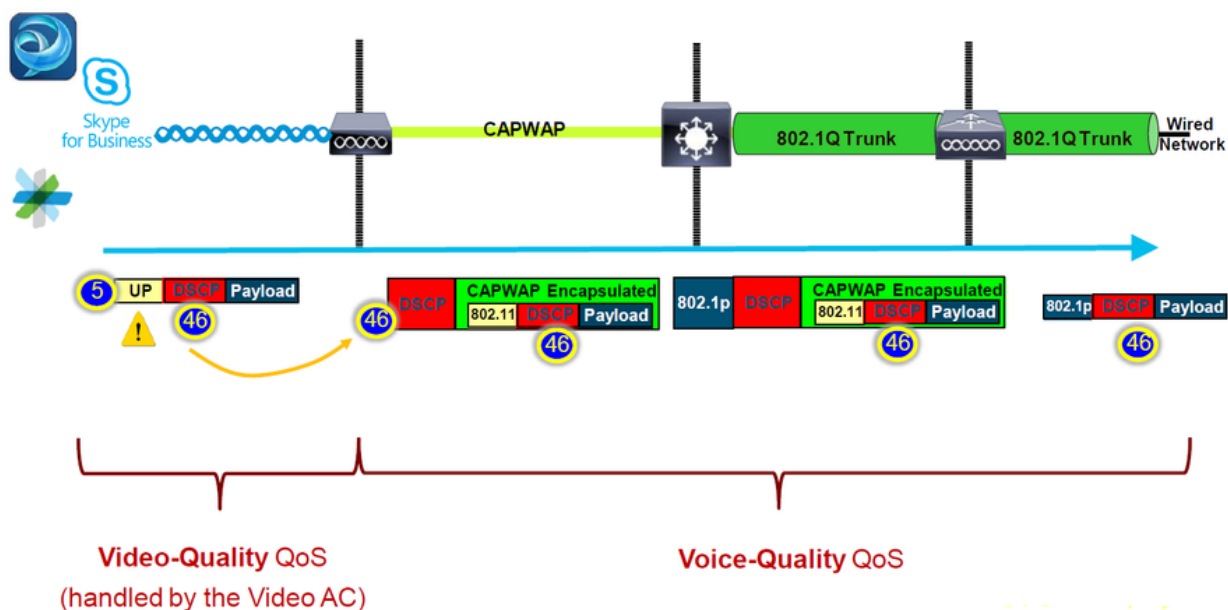 S
Skype
for Business
CAPWAP
802.1Q Trunk
802.1Q Trunk
Wired
Network
5 UP DSCP Payload
46
46 DSCP CAPWAP Encapsulated
802.11 DSCP Payload
46
802.1p DSCP CAPWAP Encapsulated
802.11 DSCP Payload
46
802.1p DSCP Payload
46
Video-Quality QoS
(handled by the Video AC)
Voice-Quality QoS